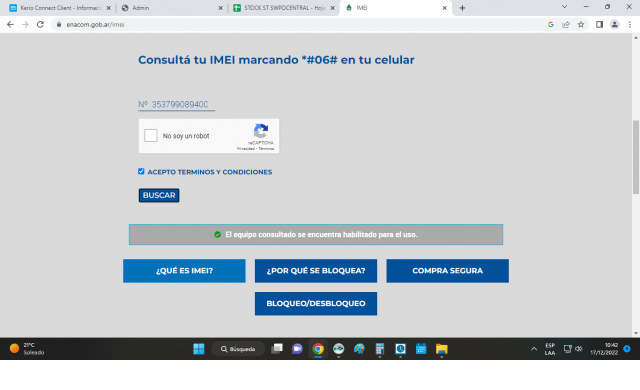 Kerio Connect Client - Informació
Admin
STOCK ST SWPOCENTRAL - Hoja
IMEI
enacom.gob.ar/imei
Consultá tu IMEI marcando *#06# en tu celular
Nº 35379908940
No soy un robot
reCAPTCHA
Privacidad - Términos
ACEPTO TERMINOS Y CONDICIONES
BUSCAR
El equipo consultado se encuentra habilitado para el uso.
¿QUÉ ES IMEI?
¿POR QUÉ SE BLOQUEA?
COMPRA SEGURA
BLOQUEO/DESBLOQUEO
21°C
Soleado
Búsqueda
ESP
LAA
10:42
17/12/2022